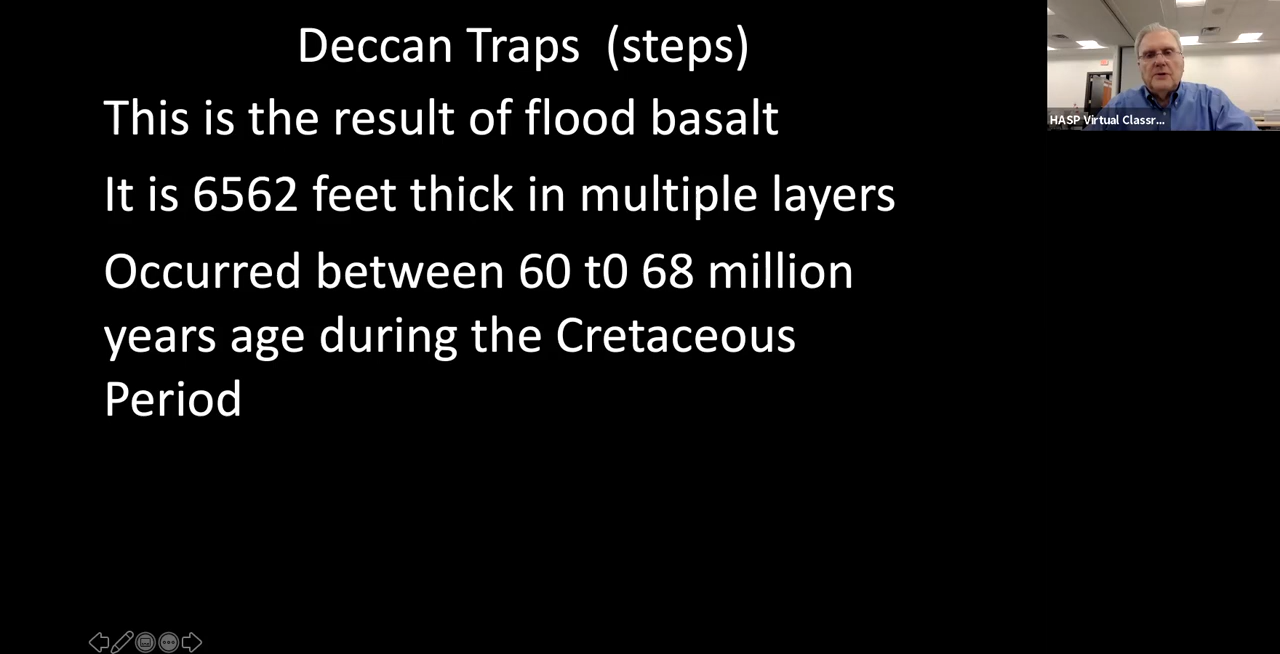 Deccan Traps (steps)
This is the result of flood basalt
It is 6562 feet thick in multiple layers
Occurred between 60 t0 68 million
years age during the Cretaceous
Period
HASP Virtual Classr...